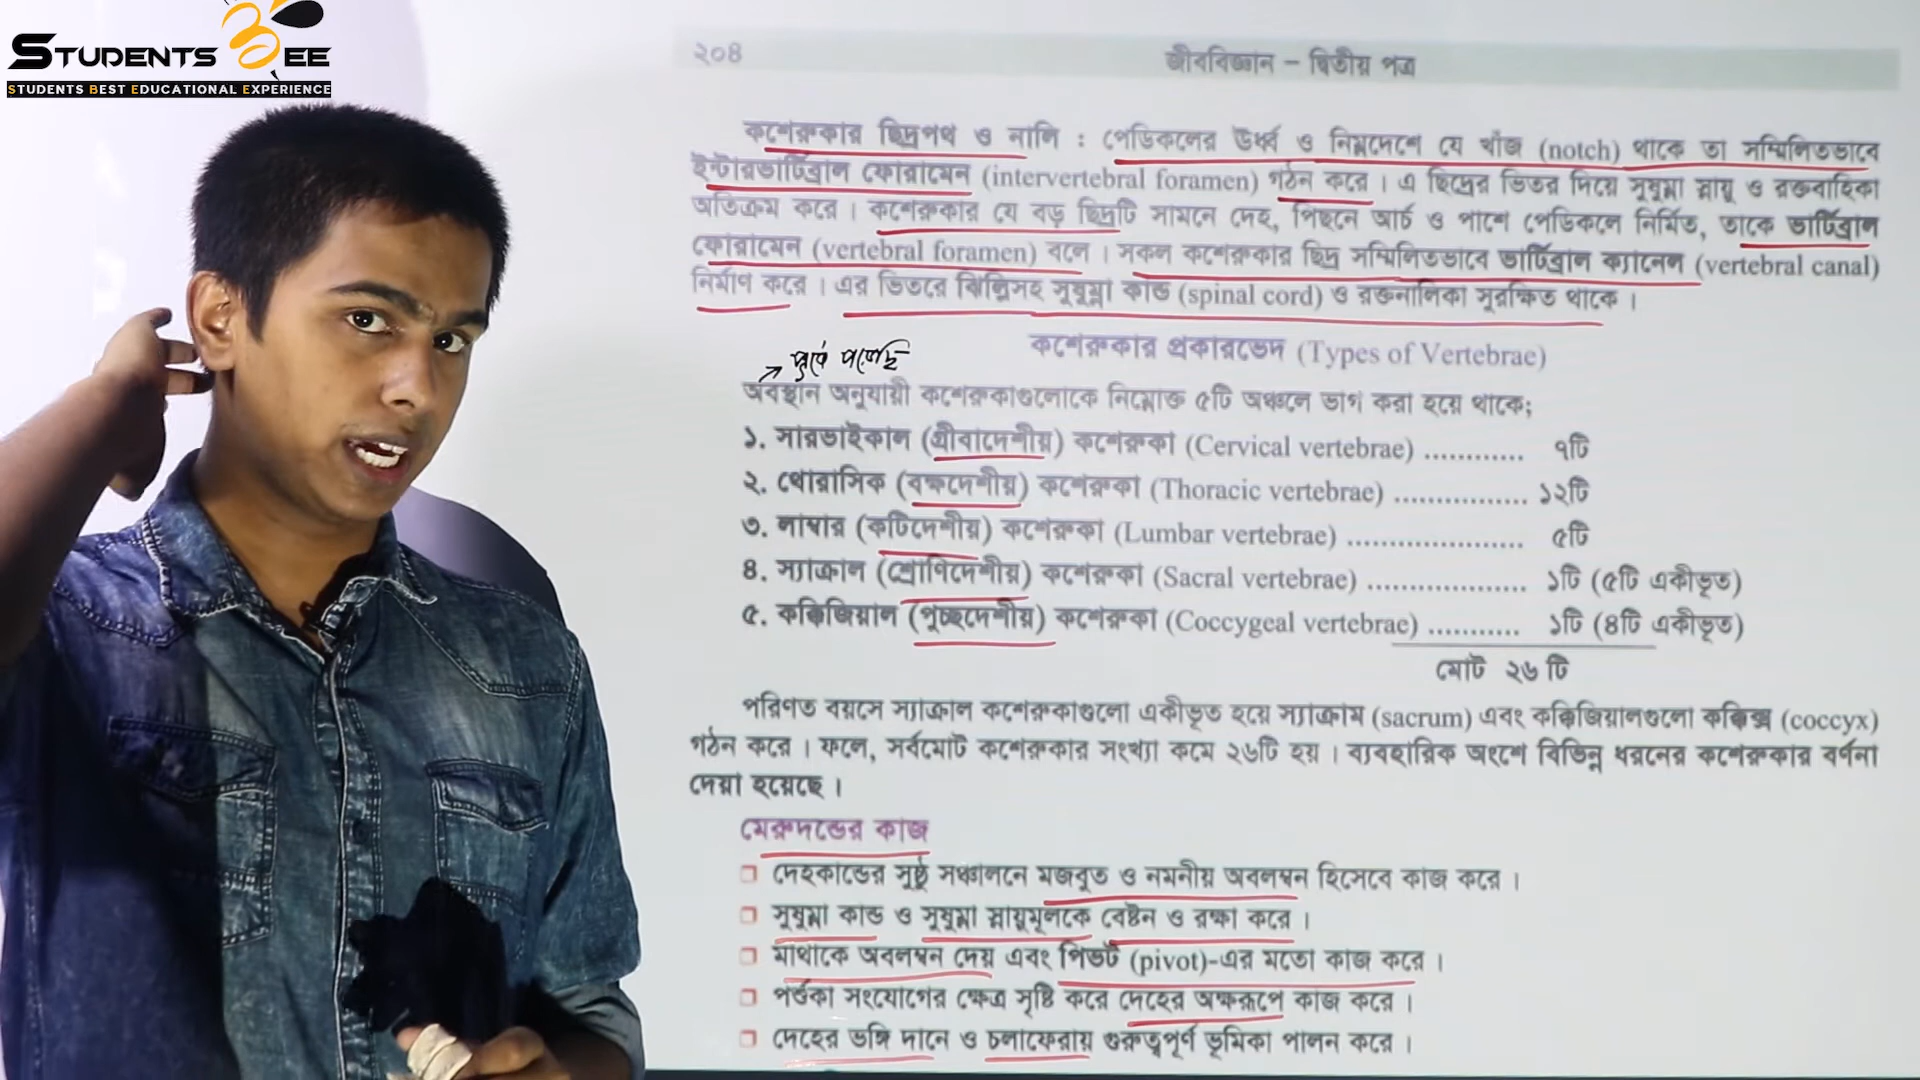 STUDENTS BEE
STUDENTS BEST EDUCATIONAL EXPERIENCE
২০৪
জীববিজ্ঞান – দ্বিতীয় পত্র
কশেরুকার ছিদ্রপথ ও নালি : পেডিকলের ঊর্ধ্ব ও নিম্নদেশে যে খাঁজ (notch) থাকে তা সম্মিলিতভাবে
ইন্টারভার্টিব্রাল ফোরামেন (intervertebral foramen) গঠন করে । এ ছিদ্রের ভিতর দিয়ে সুষুম্না স্নায়ু ও রক্তবাহিকা
অতিক্রম করে । কশেরুকার যে বড় ছিদ্রটি সামনে দেহ, পিছনে আর্চ ও পাশে পেডিকলে নির্মিত, তাকে ভার্টিব্রাল
ফোরামেন (vertebral foramen) বলে । সকল কশেরুকার ছিদ্র সম্মিলিতভাবে ভার্টিব্রাল ক্যানেল (vertebral canal)
নির্মাণ করে । এর ভিতরে ঝিল্লিসহ সুষুম্না কান্ড (spinal cord) ও রক্তনালিকা সুরক্ষিত থাকে ।
কশেরুকার প্রকারভেদ (Types of Vertebrae)
অবস্থান অনুযায়ী কশেরুকাগুলোকে নিম্নোক্ত ৫টি অঞ্চলে ভাগ করা হয়ে থাকে;
১. সারভাইকাল (গ্রীবাদেশীয়) কশেরুকা (Cervical vertebrae) ............ ৭টি
২. থোরাসিক (বক্ষদেশীয়) কশেরুকা (Thoracic vertebrae) ................ ১২টি
৩. লাম্বার (কটিদেশীয়) কশেরুকা (Lumbar vertebrae) ..................... ৫টি
৪. স্যাক্রাল (শ্রোণিদেশীয়) কশেরুকা (Sacral vertebrae) ................... ১টি (৫টি একীভূত)
৫. কক্কিজিয়াল (পুচ্ছদেশীয়) কশেরুকা (Coccygeal vertebrae) ........... ১টি (৪টি একীভূত)
মোট ২৬ টি
পরিণত বয়সে স্যাক্রাল কশেরুকাগুলো একীভূত হয়ে স্যাক্রাম (sacrum) এবং কক্কিজিয়ালগুলো কক্কিক্স (coccyx)
গঠন করে । ফলে, সর্বমোট কশেরুকার সংখ্যা কমে ২৬টি হয় । ব্যবহারিক অংশে বিভিন্ন ধরনের কশেরুকার বর্ণনা
দেয়া হয়েছে ।
মেরুদন্ডের কাজ
দেহকান্ডের সুষ্ঠু সঞ্চালনে মজবুত ও নমনীয় অবলম্বন হিসেবে কাজ করে ।
সুষুম্না কান্ড ও সুষুম্না স্নায়ুমূলকে বেষ্টন ও রক্ষা করে ।
মাথাকে অবলম্বন দেয় এবং পিভট (pivot)-এর মতো কাজ করে ।
পর্শুকা সংযোগের ক্ষেত্র সৃষ্টি করে দেহের অক্ষরূপে কাজ করে ।
দেহের ভঙ্গি দানে ও চলাফেরায় গুরুত্বপূর্ণ ভূমিকা পালন করে ।